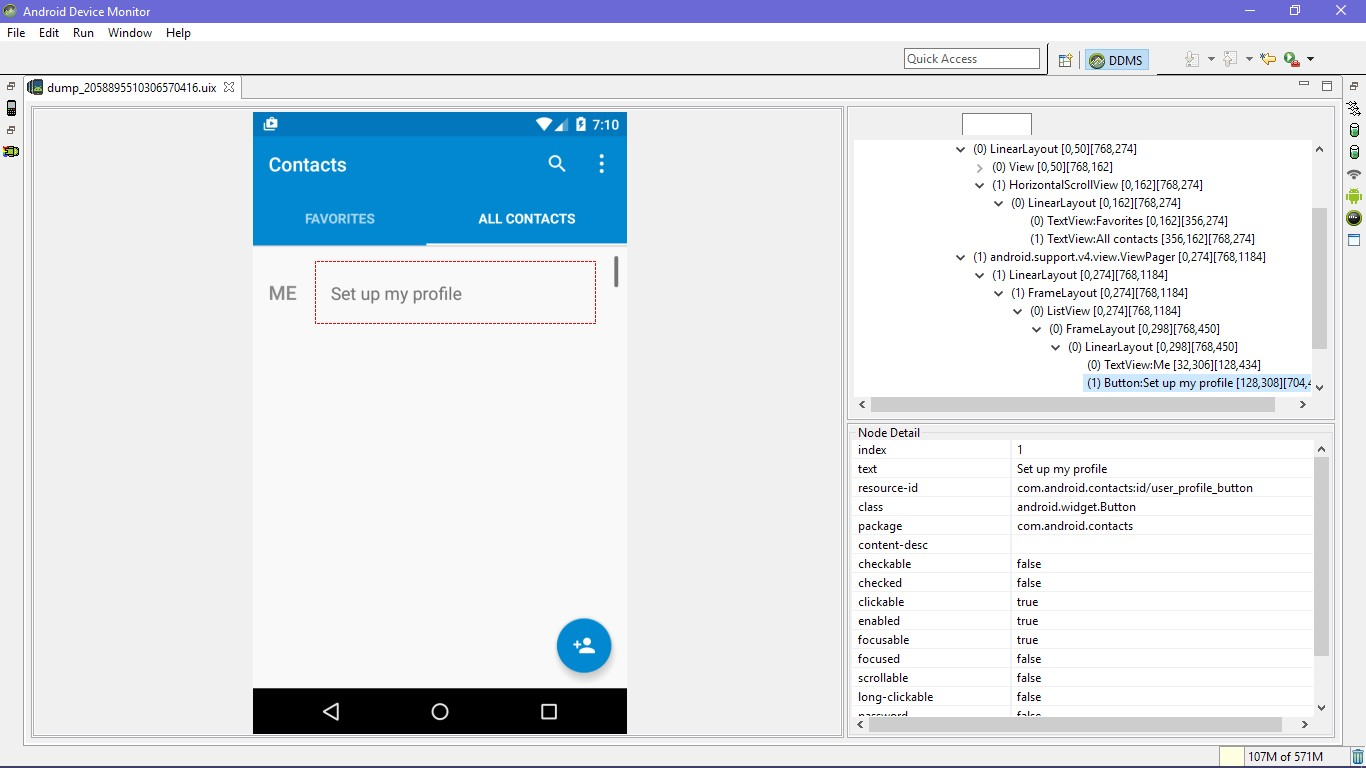 Android Device Monitor
File Edit Run Window Help
Quick Access
DDMS
dump_2058895510306570416.uix
7:10
Contacts
FAVORITES ALL CONTACTS
ME Set up my profile
(0) LinearLayout [0,50][768,274]
(0) View [0,50][768,162]
(1) HorizontalScrollView [0,162][768,274]
(0) LinearLayout [0,162][768,274]
(0) TextView:Favorites [0,162][356,274]
(1) TextView:All contacts [356,162][768,274]
(1) android.support.v4.view.ViewPager [0,274][768,1184]
(1) LinearLayout [0,274][768,1184]
(1) FrameLayout [0,274][768,1184]
(0) ListView [0,274][768,1184]
(0) FrameLayout [0,298][768,450]
(0) LinearLayout [0,298][768,450]
(0) TextView:Me [32,306][128,434]
(1) Button:Set up my profile [128,308][704,4
Node Detail
index 1
text Set up my profile
resource-id com.android.contacts:id/user_profile_button
class android.widget.Button
package com.android.contacts
content-desc
checkable false
checked false
clickable true
enabled true
focusable true
focused false
scrollable false
long-clickable false
password false
107M of 571M